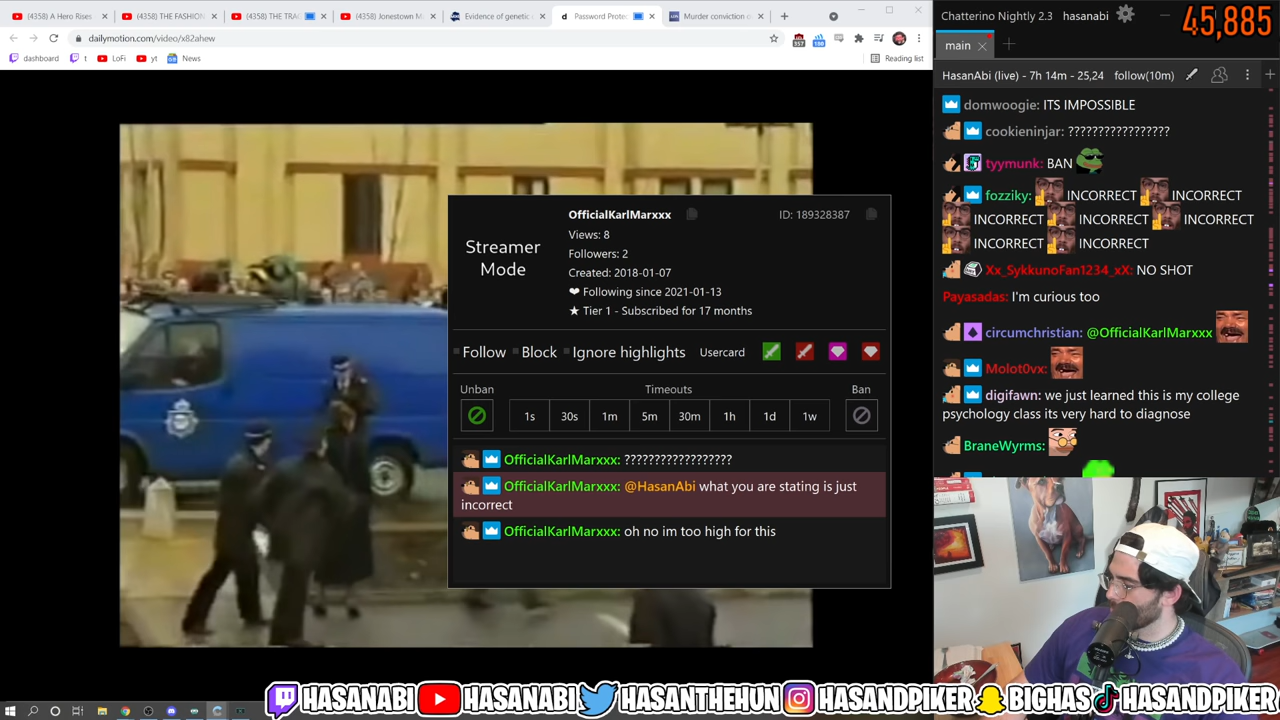 (4358) A Hero Rises
(4358) THE FASHION
(4358) THE TRAG
(4358) Jonestown M
Evidence of genetic
Password Protec
Murder conviction o
dailymotion.com/video/x82ahew
dashboard
t
LoFi
yt
News
Reading list
Chatterino Nightly 2.3
hasanabi
45,885
main
HasanAbi (live) - 7h 14m - 25,24
follow(10m)
domwoogie: ITS IMPOSSIBLE
cookieninjar: ?????????????????
tyymunk: BAN
fozziky: INCORRECT INCORRECT
INCORRECT INCORRECT INCORRECT
INCORRECT INCORRECT
Xx_SykkunoFan1234_xX: NO SHOT
Payasadas: I'm curious too
circumchristian: @OfficialKarlMarxxx
Molot0vx:
digifawn: we just learned this is my college
psychology class its very hard to diagnose
BraneWyrms:
Streamer
Mode
OfficialKarlMarxxx
ID: 189328387
Views: 8
Followers: 2
Created: 2018-01-07
❤ Following since 2021-01-13
★ Tier 1 - Subscribed for 17 months
Follow
Block
Ignore highlights
Usercard
Unban
Timeouts
Ban
1s 30s 1m 5m 30m 1h 1d 1w
OfficialKarlMarxxx: ??????????????????
OfficialKarlMarxxx: @HasanAbi what you are stating is just
incorrect
OfficialKarlMarxxx: oh no im too high for this
HASANABI
HASANABI
HASANTHEHUN
HASANDPIKER
BIGHAS
HASANDPIKER